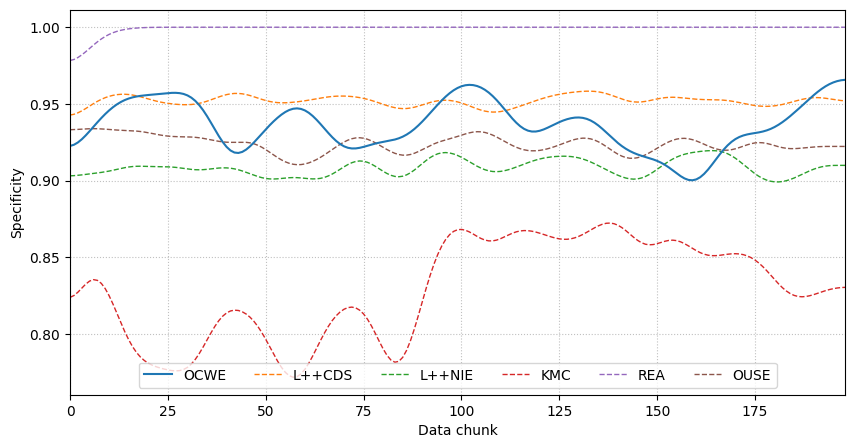 Specificity
1.00
0.95
0.90
0.85
0.80
OCWE L++CDS L++NIE KMC REA OUSE
0 25 50 75 100 125 150 175
Data chunk